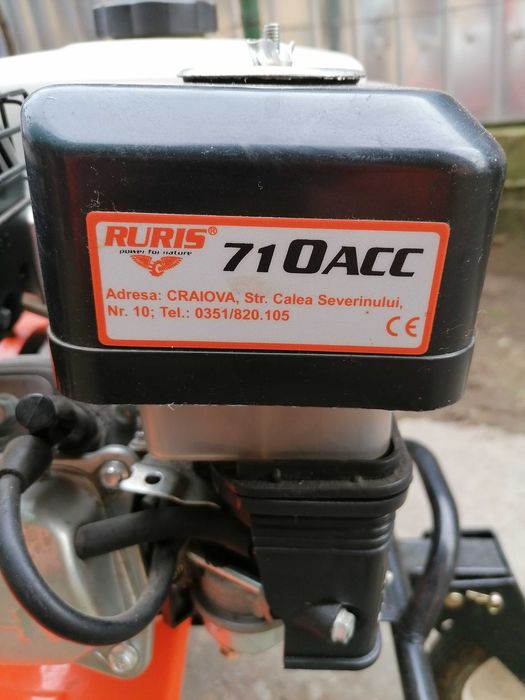 RURIS®
power for nature
710ACC
Adresa: CRAIOVA, Str. Calea Severinului,
Nr. 10; Tel.: 0351/820.105
CE